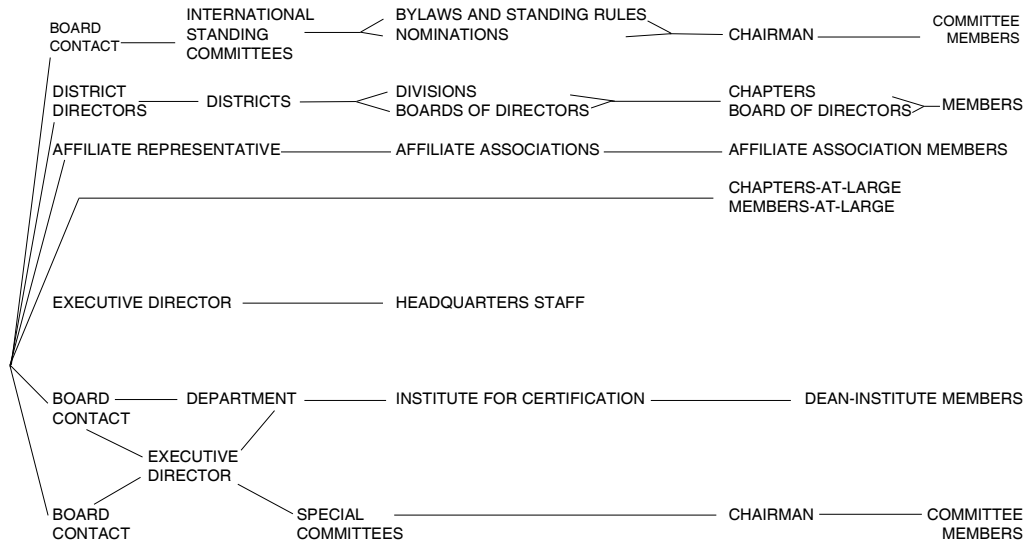 BOARD
CONTACT
INTERNATIONAL
STANDING
COMMITTEES
BYLAWS AND STANDING RULES
NOMINATIONS
CHAIRMAN
COMMITTEE
MEMBERS
DISTRICT
DIRECTORS
DISTRICTS
DIVISIONS
BOARDS OF DIRECTORS
CHAPTERS
BOARD OF DIRECTORS
MEMBERS
AFFILIATE REPRESENTATIVE
AFFILIATE ASSOCIATIONS
AFFILIATE ASSOCIATION MEMBERS
CHAPTERS-AT-LARGE
MEMBERS-AT-LARGE
EXECUTIVE DIRECTOR
HEADQUARTERS STAFF
BOARD
CONTACT
DEPARTMENT
INSTITUTE FOR CERTIFICATION
DEAN-INSTITUTE MEMBERS
EXECUTIVE
DIRECTOR
BOARD
CONTACT
SPECIAL
COMMITTEES
CHAIRMAN
COMMITTEE
MEMBERS